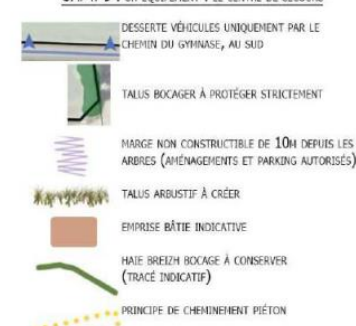 DESSERTE VÉHICULES UNIQUEMENT PAR LE
CHEMIN DU GYMNASE, AU SUD
TALUS BOCAGER À PROTÉGER STRICTEMENT
MARGE NON CONSTRUCTIBLE DE 10M DEPUIS LES
ARBRES (AMÉNAGEMENTS ET PARKING AUTORISÉS)
TALUS ARBUSTIF À CRÉER
EMPRISE BÂTIE INDICATIVE
HAIE BREIZH BOCAGE À CONSERVER
(TRACÉ INDICATIF)
PRINCIPE DE CHEMINEMENT PIÉTON